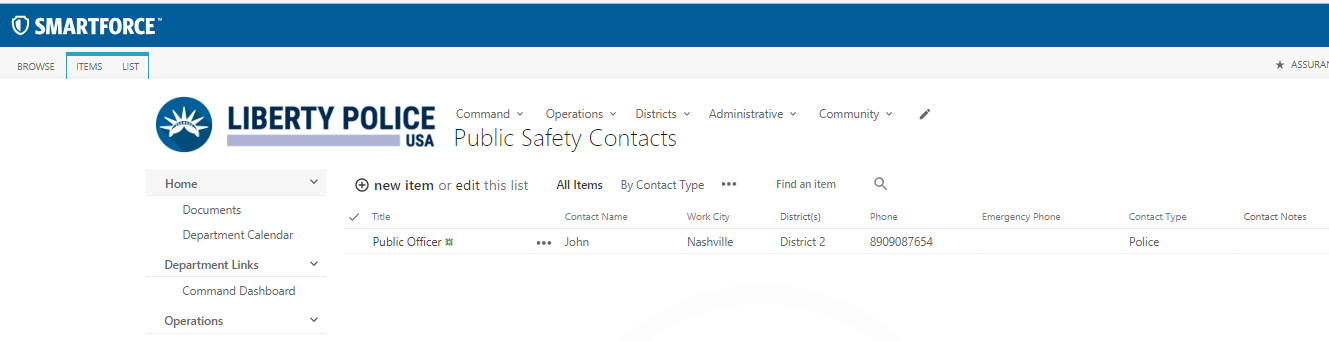 SMARTFORCE™
BROWSE ITEMS LIST ★ ASSURAN
LIBERTY POLICE
USA
Command Operations Districts Administrative Community
Public Safety Contacts
Home
Documents
Department Calendar
Department Links
Command Dashboard
Operations
new item or edit this list All Items By Contact Type ••• Find an item
Title Contact Name Work City District(s) Phone Emergency Phone Contact Type Contact Notes
Public Officer ••• John Nashville District 2 8909087654 Police